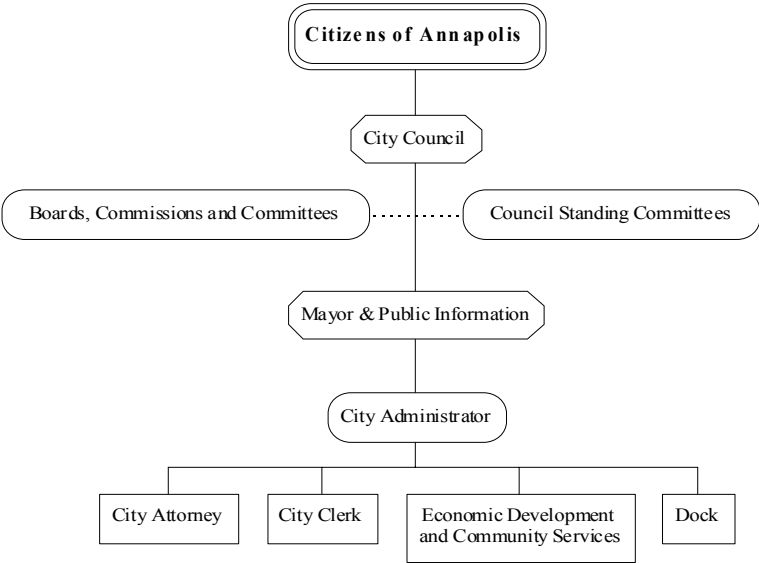 Citizens of Annapolis
City Council
Boards, Commissions and Committees
Council Standing Committees
Mayor & Public Information
City Administrator
City Attorney
City Clerk
Economic Development
and Community Services
Dock